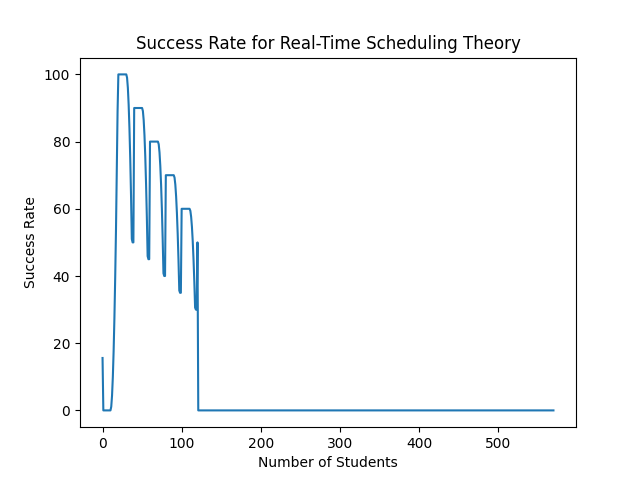 Success Rate for Real-Time Scheduling Theory
100
80
60
40
20
0
Success Rate
0 100 200 300 400 500
Number of Students